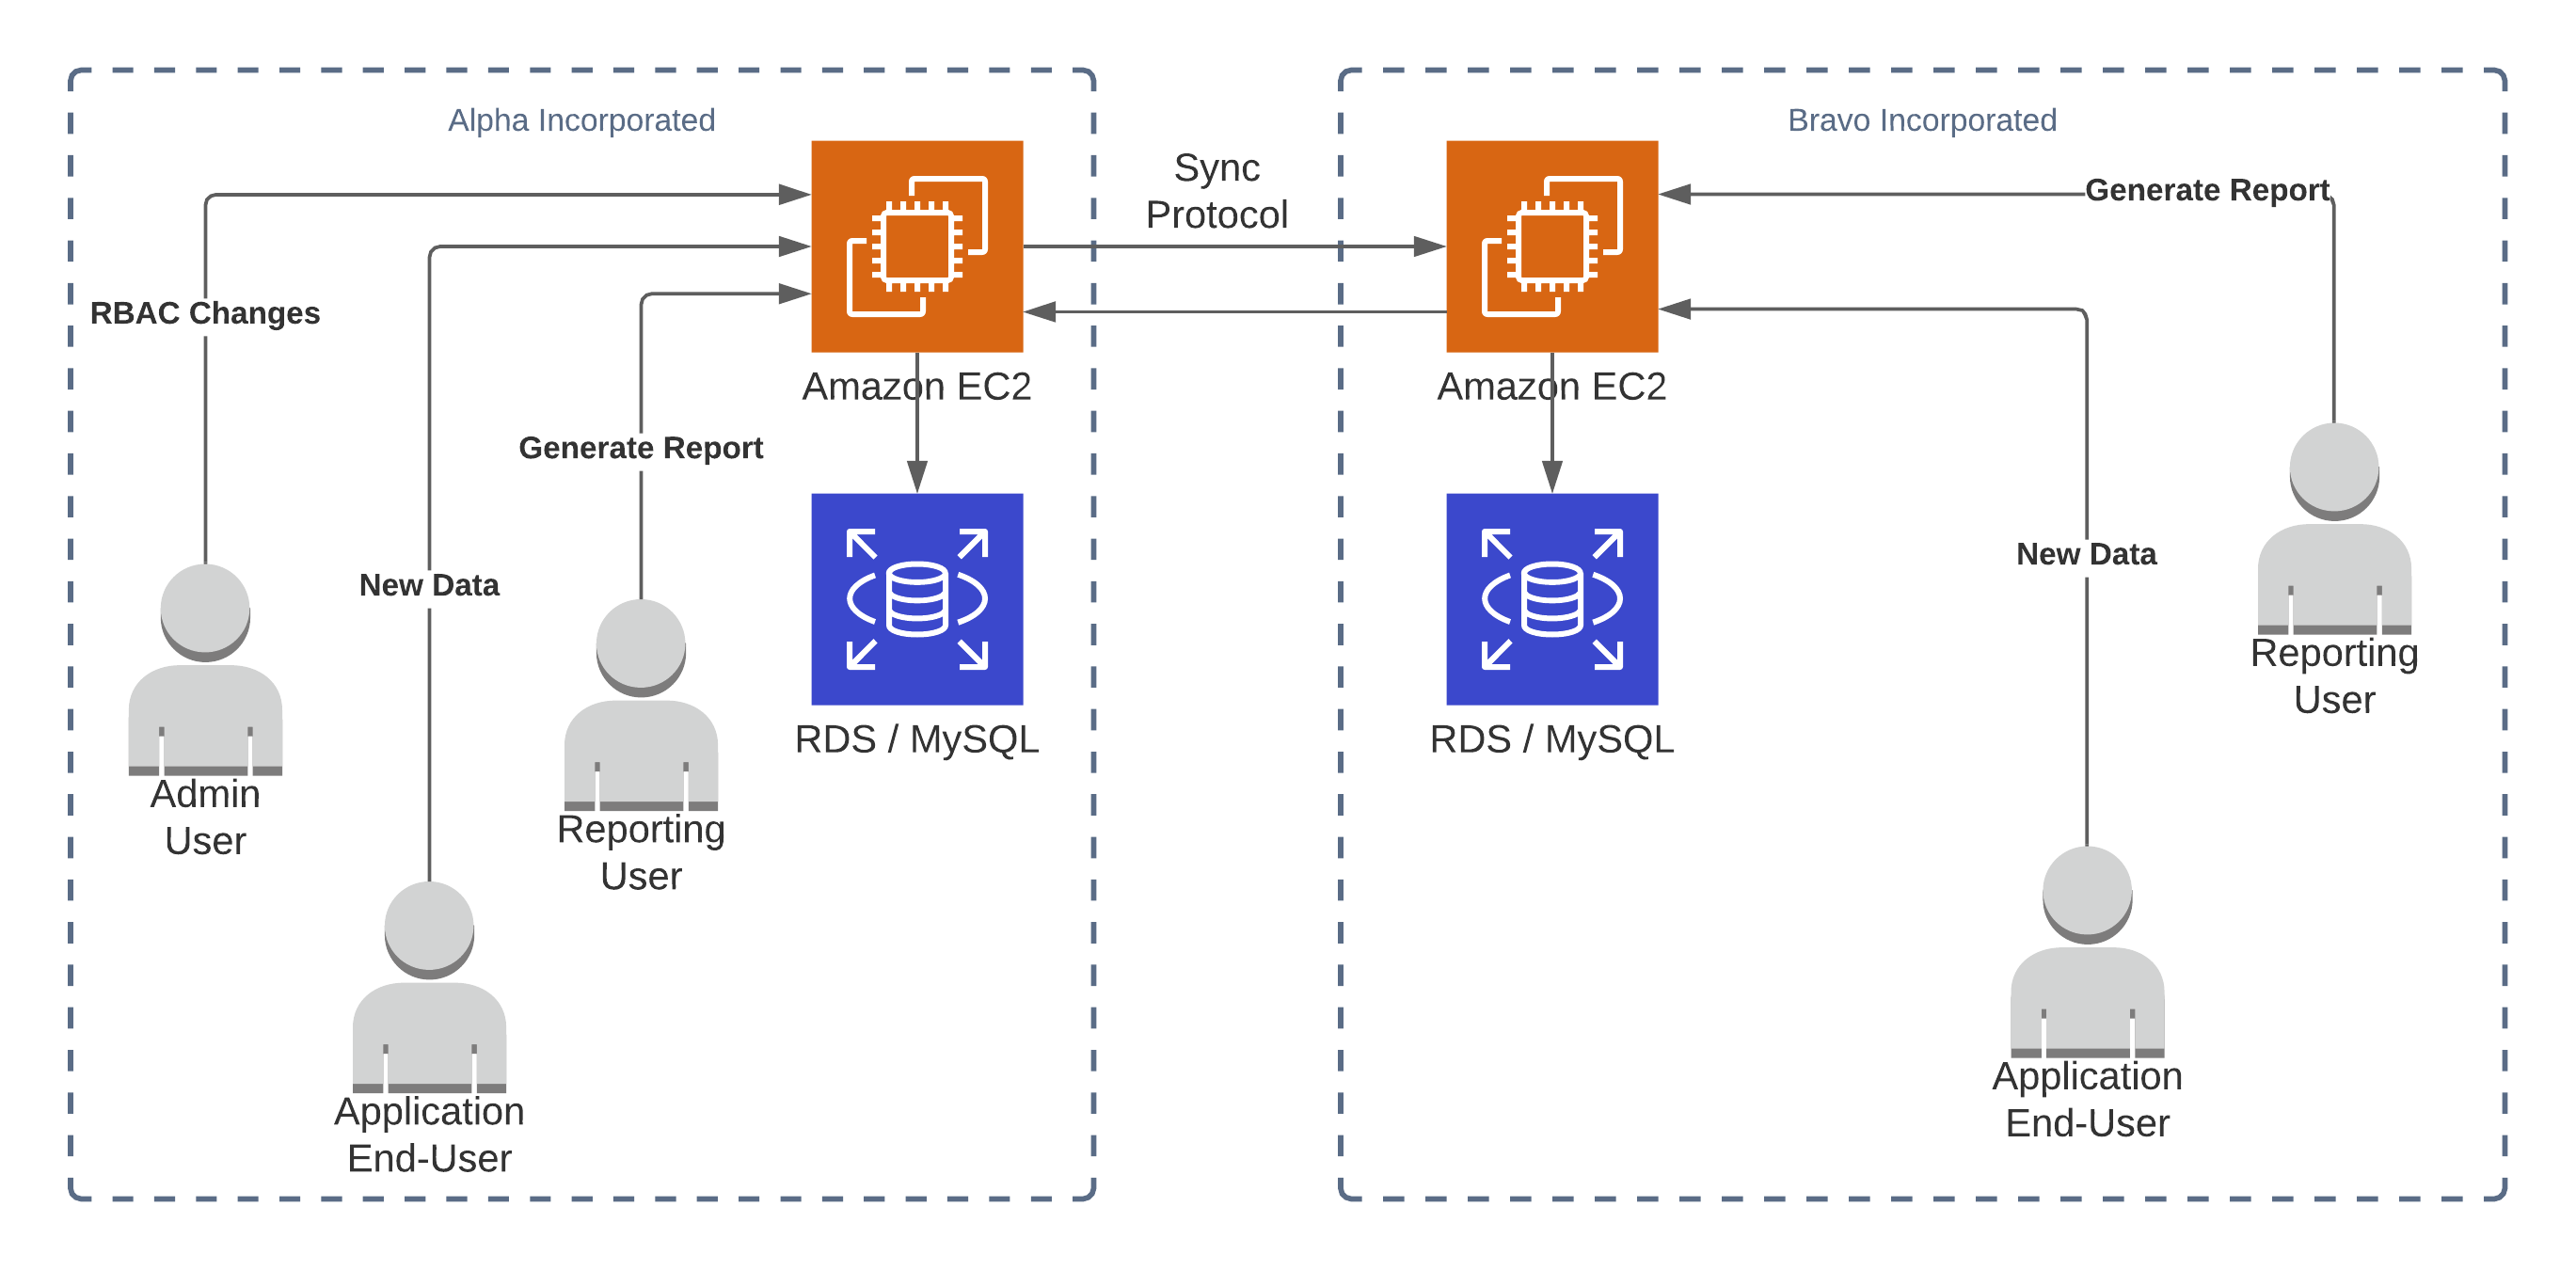 Alpha Incorporated
RBAC Changes
New Data
Generate Report
Amazon EC2
RDS / MySQL
Admin
User
Reporting
User
Application
End-User
Sync
Protocol
Bravo Incorporated
Generate Report
Amazon EC2
RDS / MySQL
New Data
Reporting
User
Application
End-User